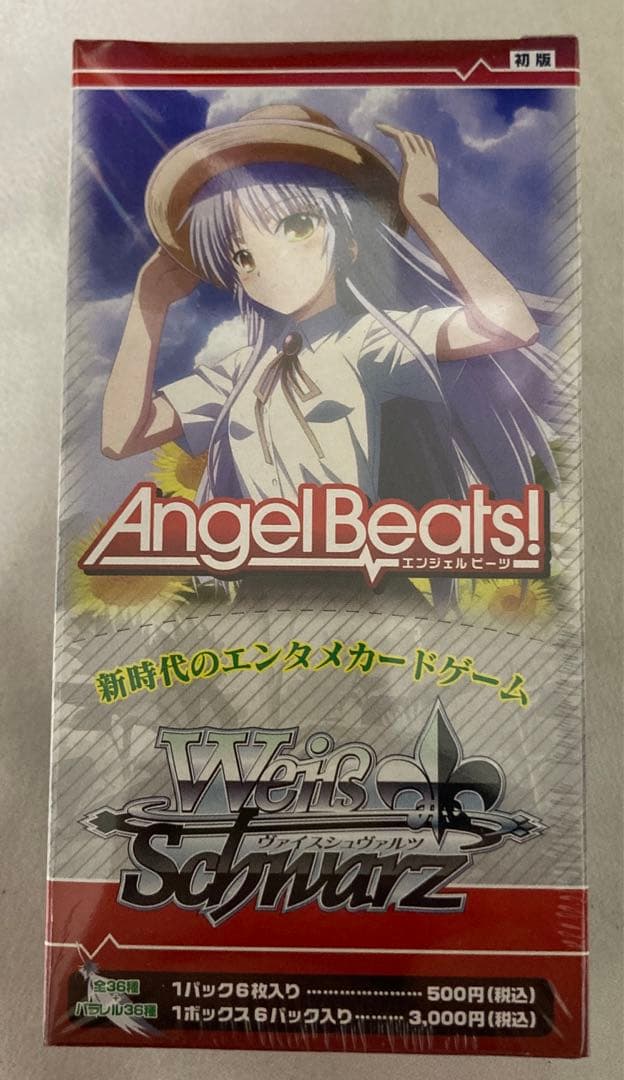 初版
Angel Beats!
エンジェルビーツ
新時代のエンタメカードゲーム
Weiß
ヴァイスシュヴァルツ
Schwarz
全36種
+
パラレル36種
1パック6枚入り…………………500円(税込)
1ボックス6パック入り………3,000円(税込)